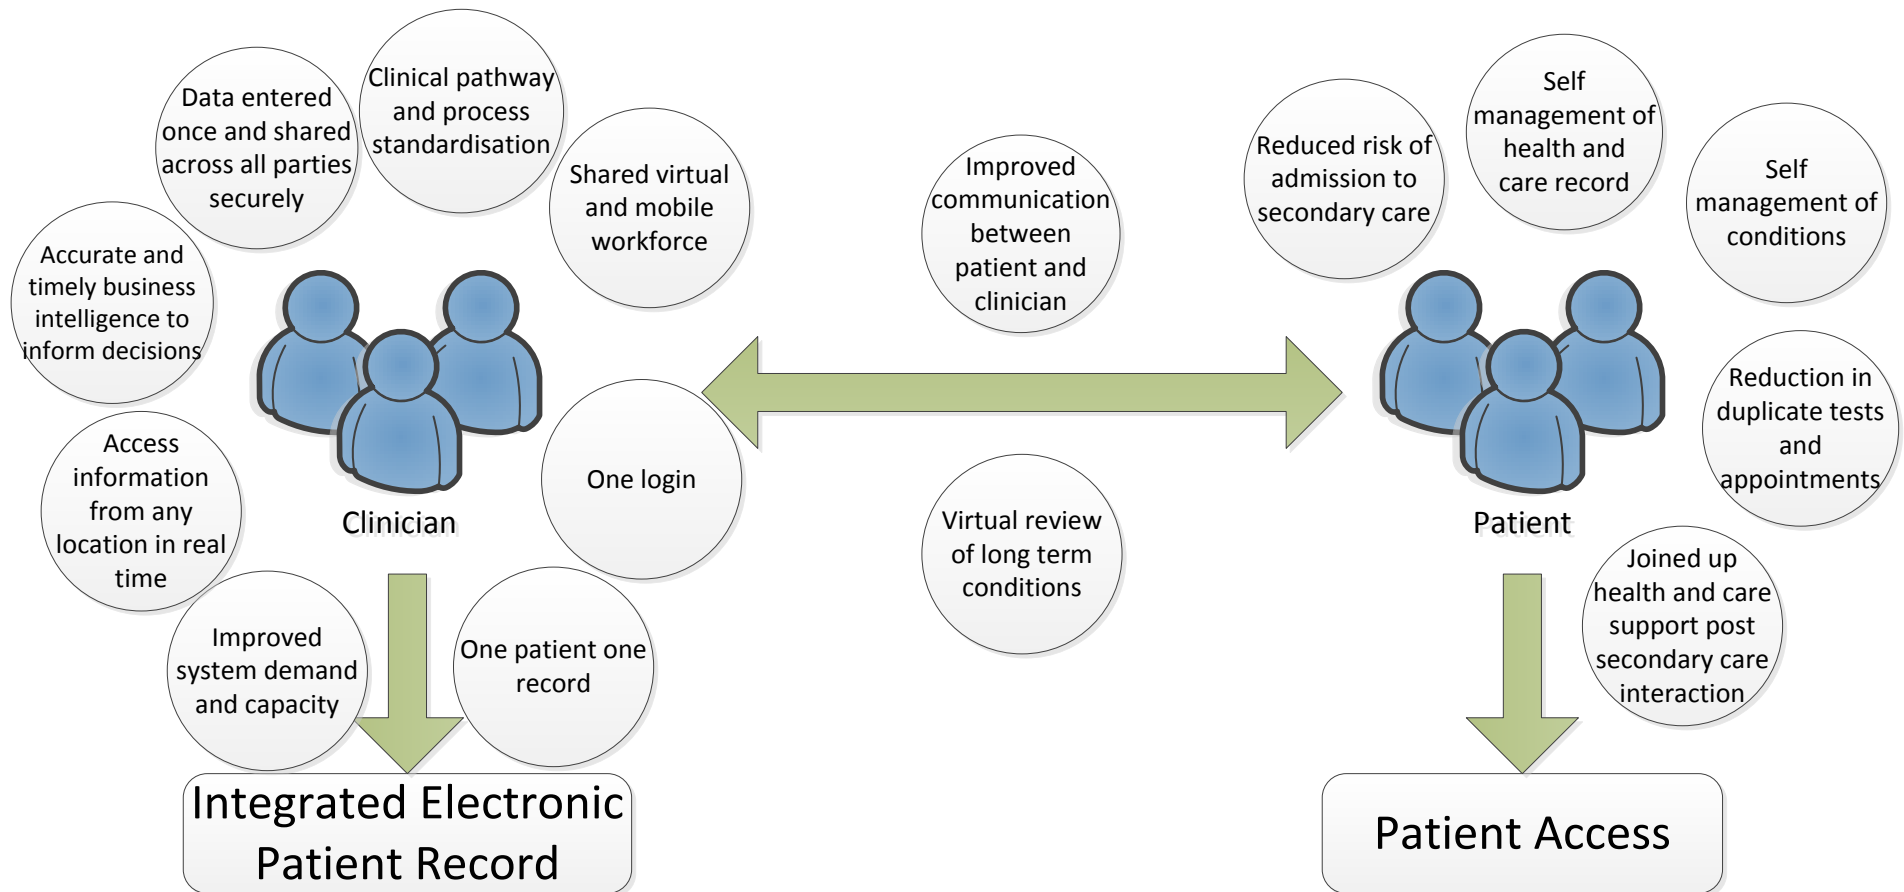 Clinical pathway
and process
standardisation
Data entered
once and shared
across all parties
securely
Shared virtual
and mobile
workforce
Accurate and
timely business
intelligence to
inform decisions
Access
information
from any
location in real
time
Clinician
One login
Improved
system demand
and capacity
One patient one
record
Integrated Electronic
Patient Record
Improved
communication
between
patient and
clinician
Virtual review
of long term
conditions
Reduced risk of
admission to
secondary care
Self
management of
health and
care record
Self
management of
conditions
Reduction in
duplicate tests
and
appointments
Patient
Joined up
health and care
support post
secondary care
interaction
Patient Access